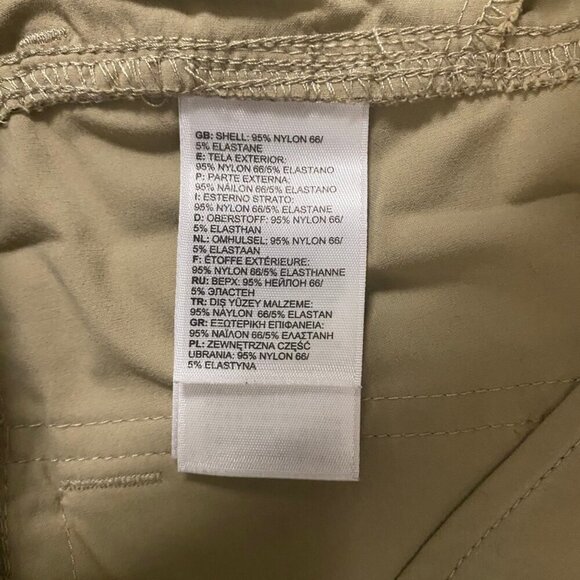 GB: SHELL: 95% NYLON 66/
5% ELASTANE
E: TELA EXTERIOR:
95% NYLON 66/5% ELASTANO
P: PARTE EXTERNA:
95% NÁILON 66/5% ELASTANO
I: ESTERNO STRATO:
95% NYLON 66/5% ELASTANE
D: OBERSTOFF: 95% NYLON 66/
5% ELASTHAN
NL: OMHULSEL: 95% NYLON 66/
5% ELASTAAN
F: ÉTOFFE EXTÉRIEURE:
95% NYLON 66/5% ELASTHANNE
RU: ВЕРХ: 95% НЕЙЛОН 66/
5% ЭЛАСТЕН
TR: DIŞ YÜZEY MALZEME:
95% NAYLON 66/5% ELASTAN
GR: ΕΞΩΤΕΡΙΚΗ ΕΠΙΦΑΝΕΙΑ:
95% ΝΑΪΛΟΝ 66/5% ΕΛΑΣΤΑΝΗ
PL: ZEWNĘTRZNA CZĘŚĆ
UBRANIA: 95% NYLON 66/
5% ELASTYNA